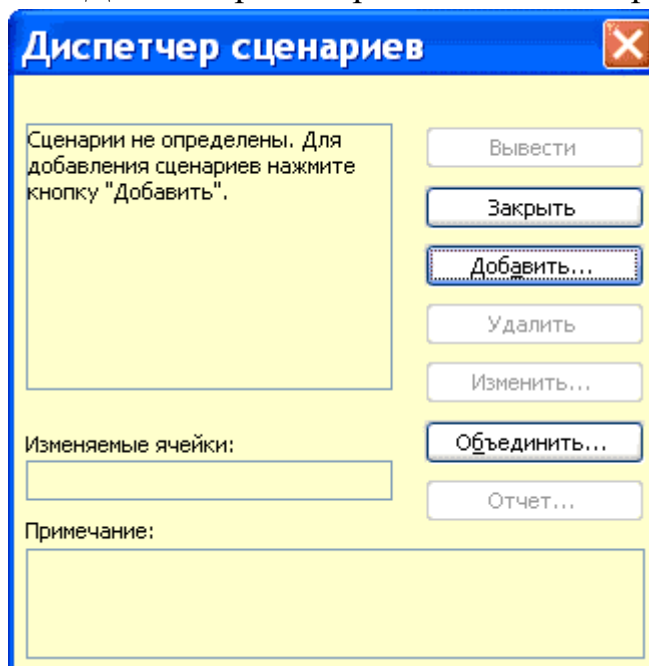 Диспетчер сценариев
Сценарии не определены. Для
добавления сценариев нажмите
кнопку "Добавить".
Вывести
Закрыть
Добавить...
Удалить
Изменить...
Изменяемые ячейки:
Объединить...
Отчет...
Примечание: